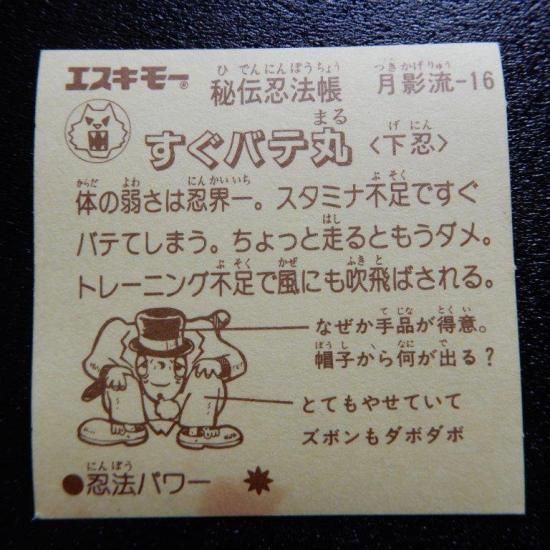 エスキモー® 秘伝忍法帳 月影流-16
すぐバテ丸 〈下忍〉
体の弱さは忍界一。スタミナ不足ですぐ
バテてしまう。ちょっと走るともうダメ。
トレーニング不足で風にも吹飛ばされる。
なぜか手品が得意。
帽子から何が出る?
とてもやせていて
ズボンもダボダボ
●忍法パワー